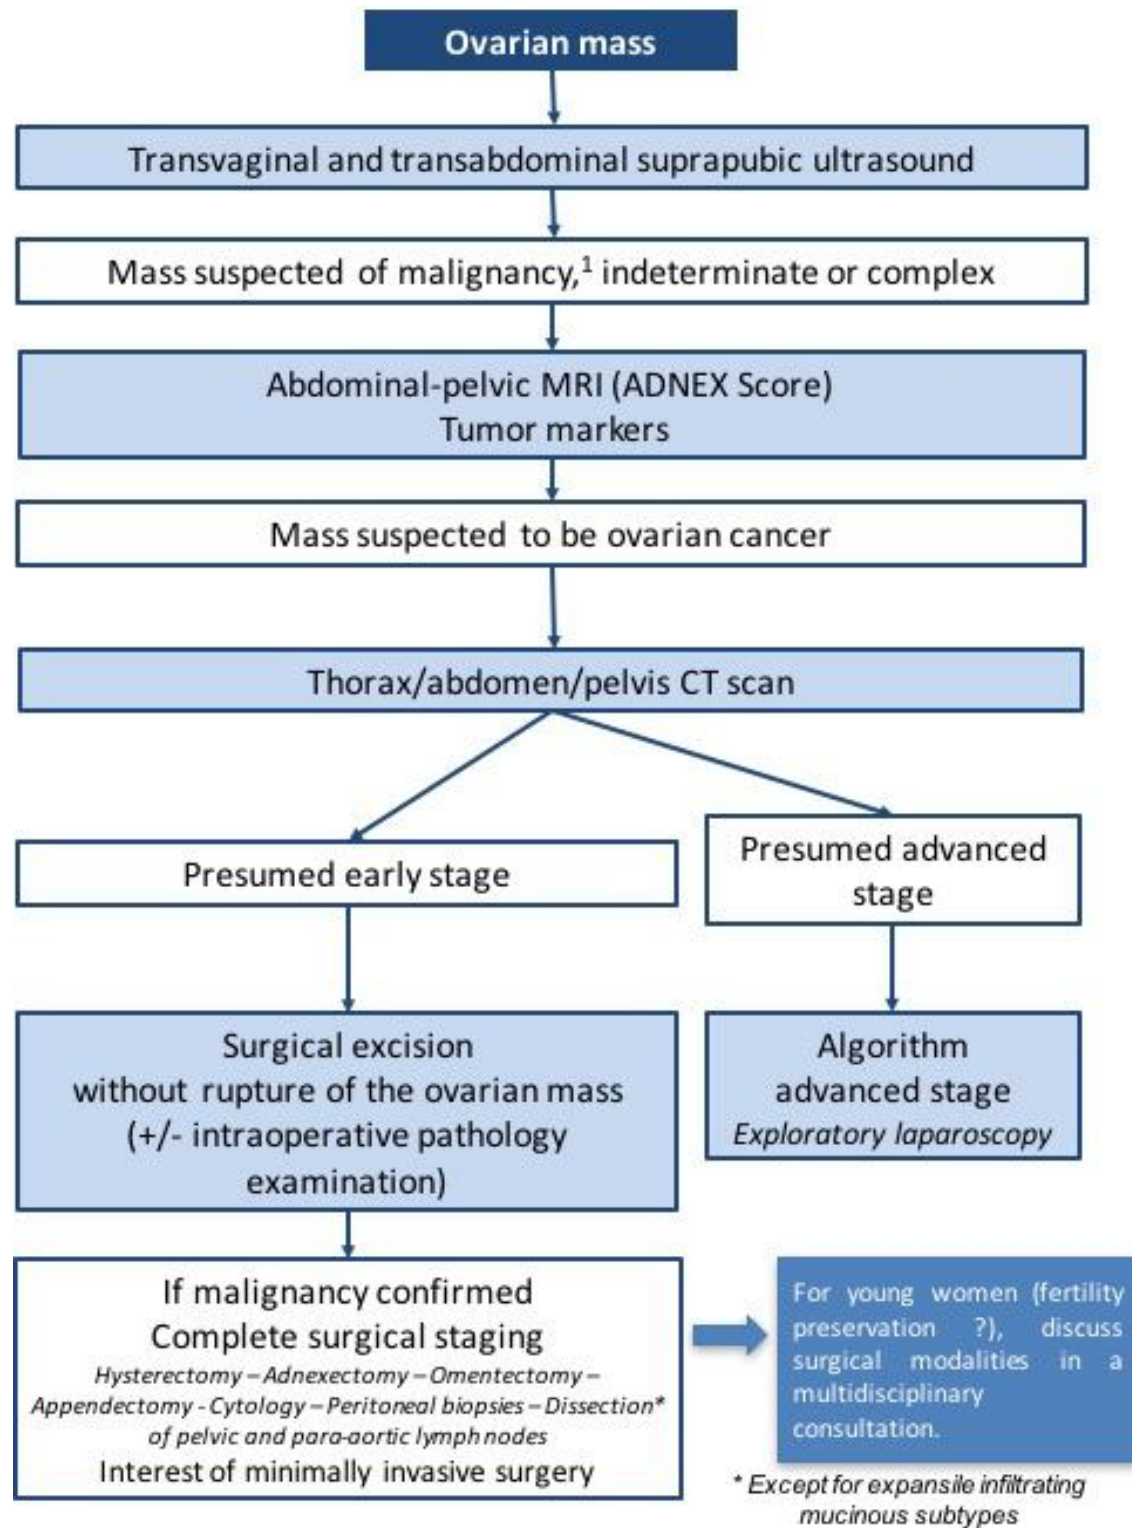 Ovarian mass
Transvaginal and transabdominal suprapubic ultrasound
Mass suspected of malignancy,¹ indeterminate or complex
Abdominal-pelvic MRI (ADNEX Score)
Tumor markers
Mass suspected to be ovarian cancer
Thorax/abdomen/pelvis CT scan
Presumed early stage
Presumed advanced
stage
Surgical excision
without rupture of the ovarian mass
(+/- intraoperative pathology
examination)
Algorithm
advanced stage
Exploratory laparoscopy
If malignancy confirmed
Complete surgical staging
Hysterectomy – Adnexectomy – Omentectomy –
Appendectomy - Cytology – Peritoneal biopsies – Dissection*
of pelvic and para-aortic lymph nodes
Interest of minimally invasive surgery
For young women (fertility
preservation ?), discuss
surgical modalities in a
multidisciplinary
consultation.
* Except for expansile infiltrating
mucinous subtypes